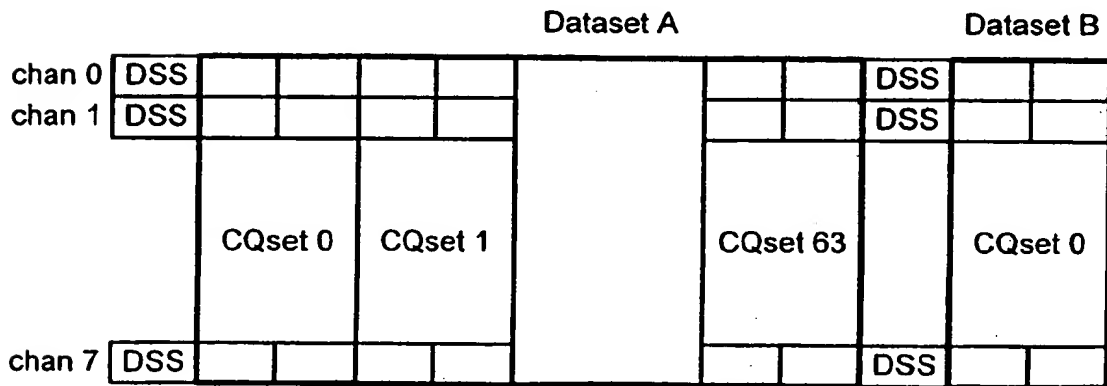 Dataset A Dataset B
chan 0 DSS DSS
chan 1 DSS DSS
CQset 0 CQset 1 CQset 63 CQset 0
chan 7 DSS DSS